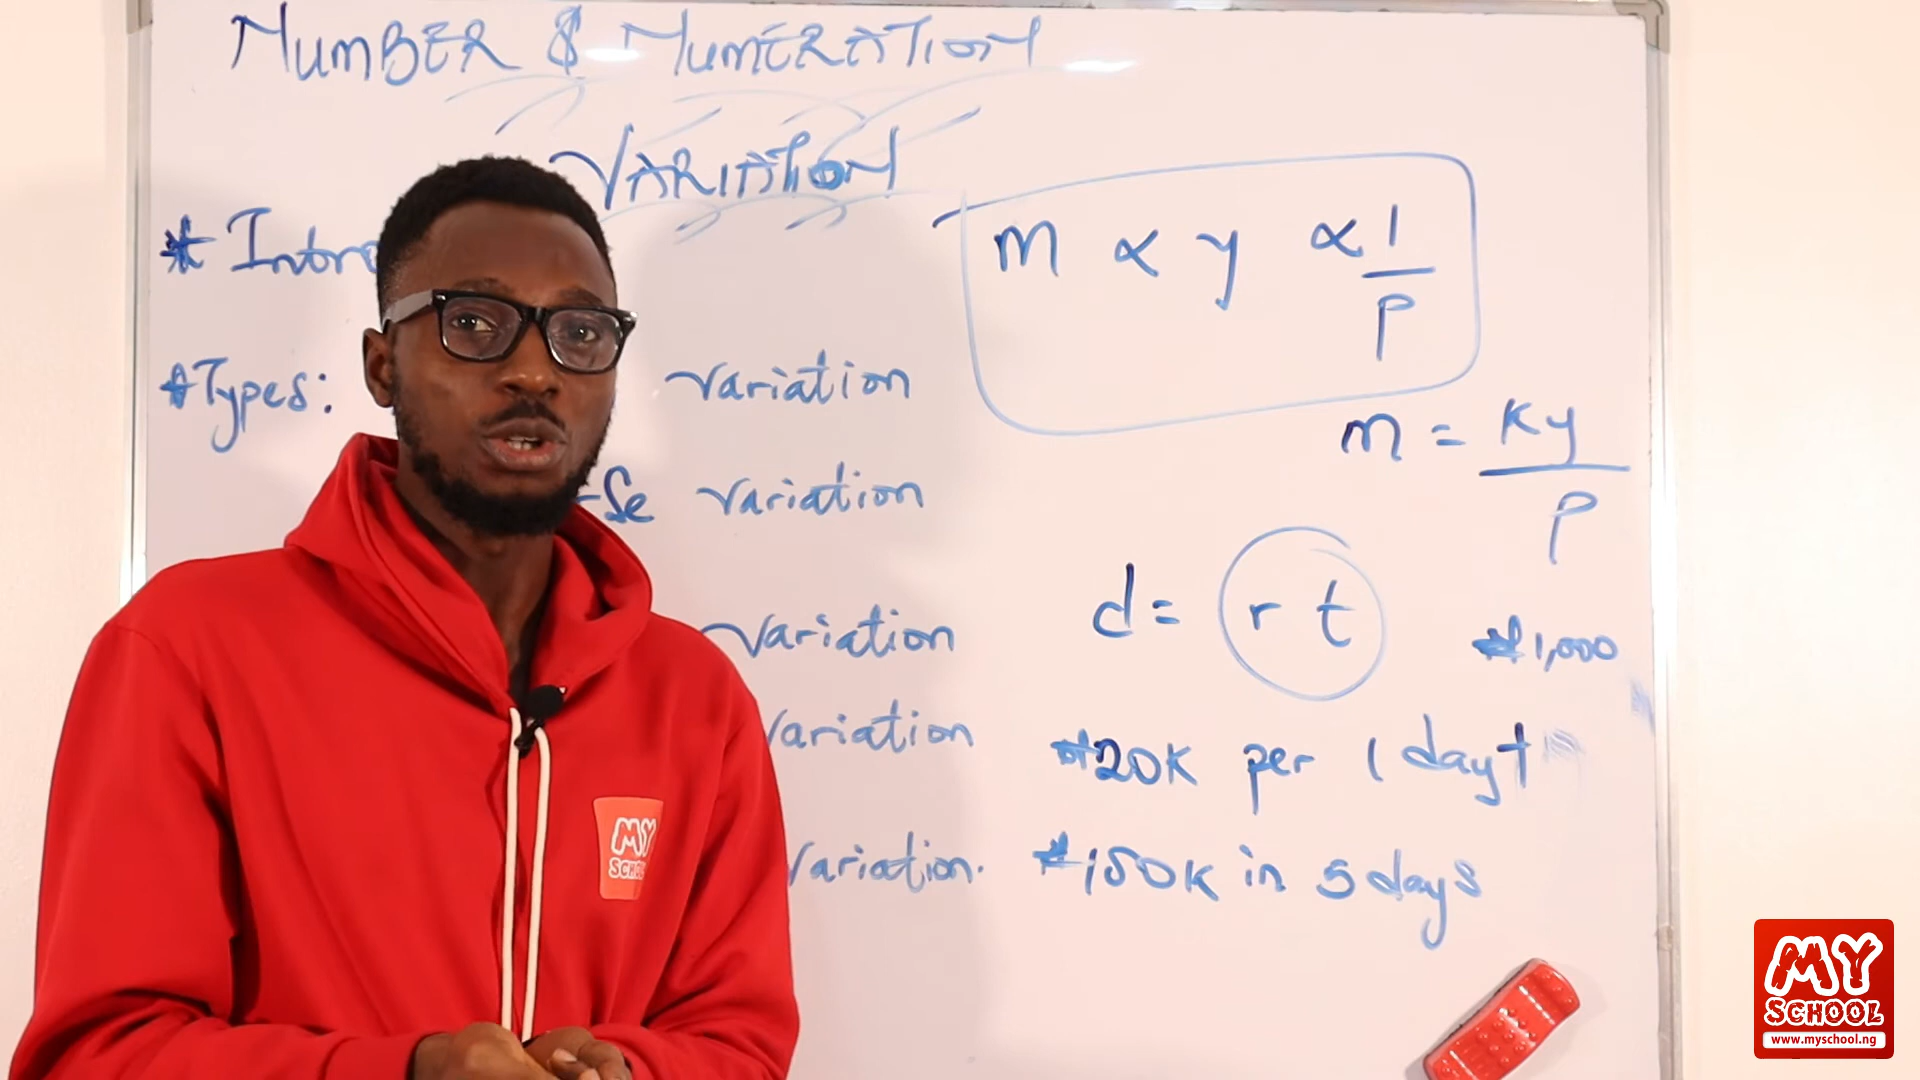 NUMBER & NUMERATION
VARIATION
* Intro
m ∝ y ∝ 1/P
*Types: Variation
m = Ky/P
-Se Variation
d = r t
Variation
₦1,000
Variation
₦20K per 1 day
Variation.
₦150K in 5 days
MY
SCHOOL
MY
SCHOOL
www.myschool.ng